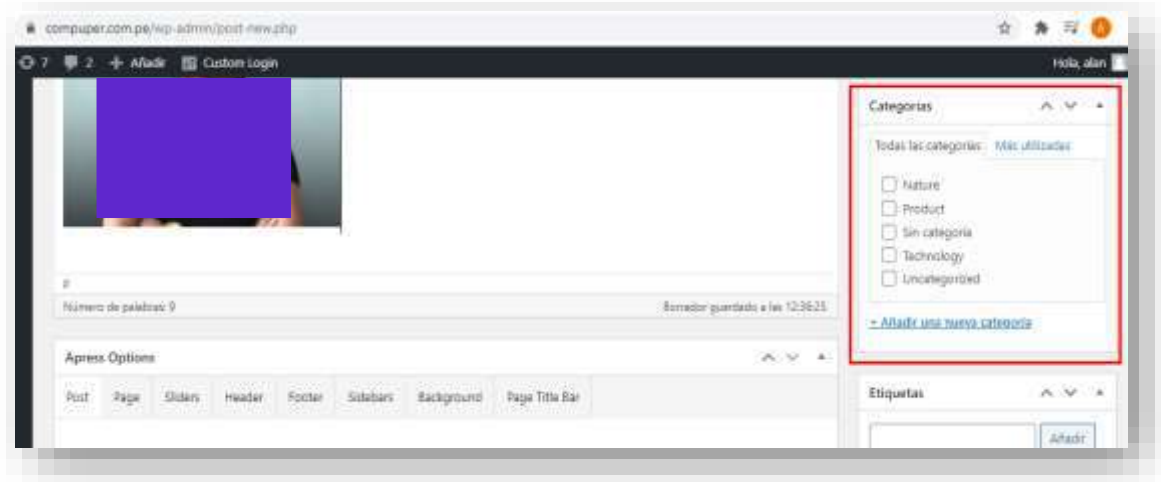 compuper.com.pe/wp-admin/post-new.php
A
7 2 + Añadir Custom Login
Hola, alan
Categorías
Todas las categorías Más utilizadas
Nature
Product
Sin categoría
Technology
Uncategorized
+ Añadir una nueva categoría
p
Número de palabras: 9
Borrador guardado a las 12:36:25
Apress Options
Post Page Sliders Header Footer Sidebars Background Page Title Bar
Etiquetas
Añadir